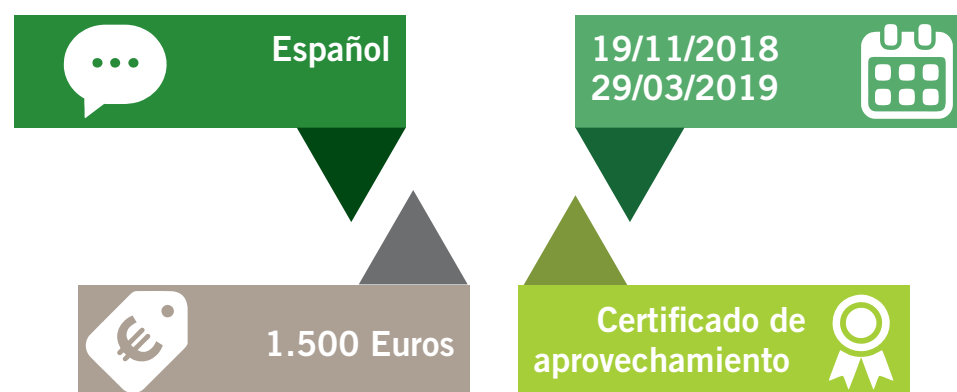 Español
19/11/2018
29/03/2019
1.500 Euros
Certificado de
aprovechamiento